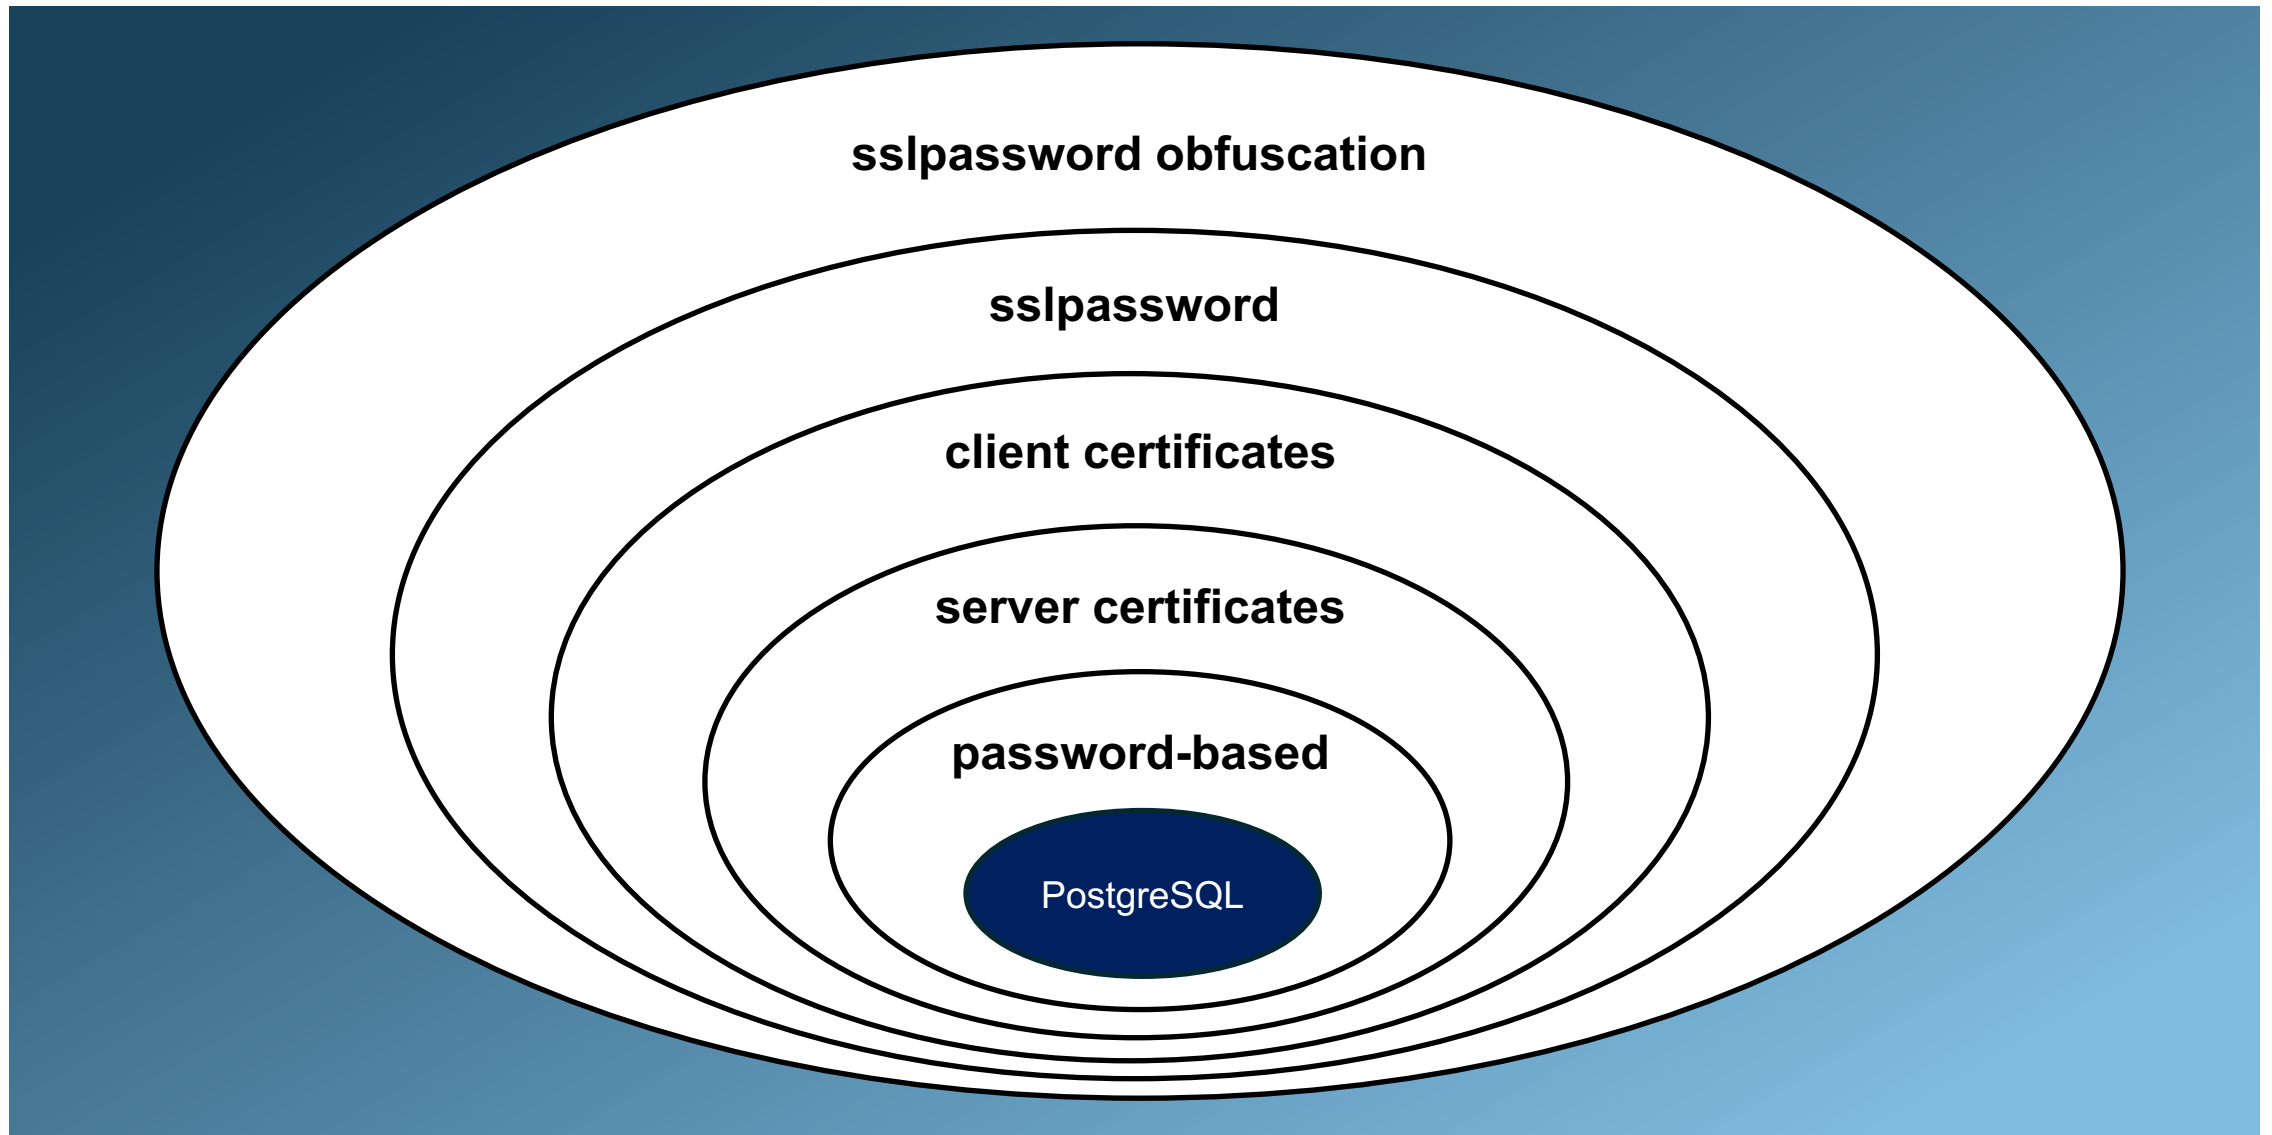 sslpassword obfuscation
sslpassword
client certificates
server certificates
password-based
PostgreSQL